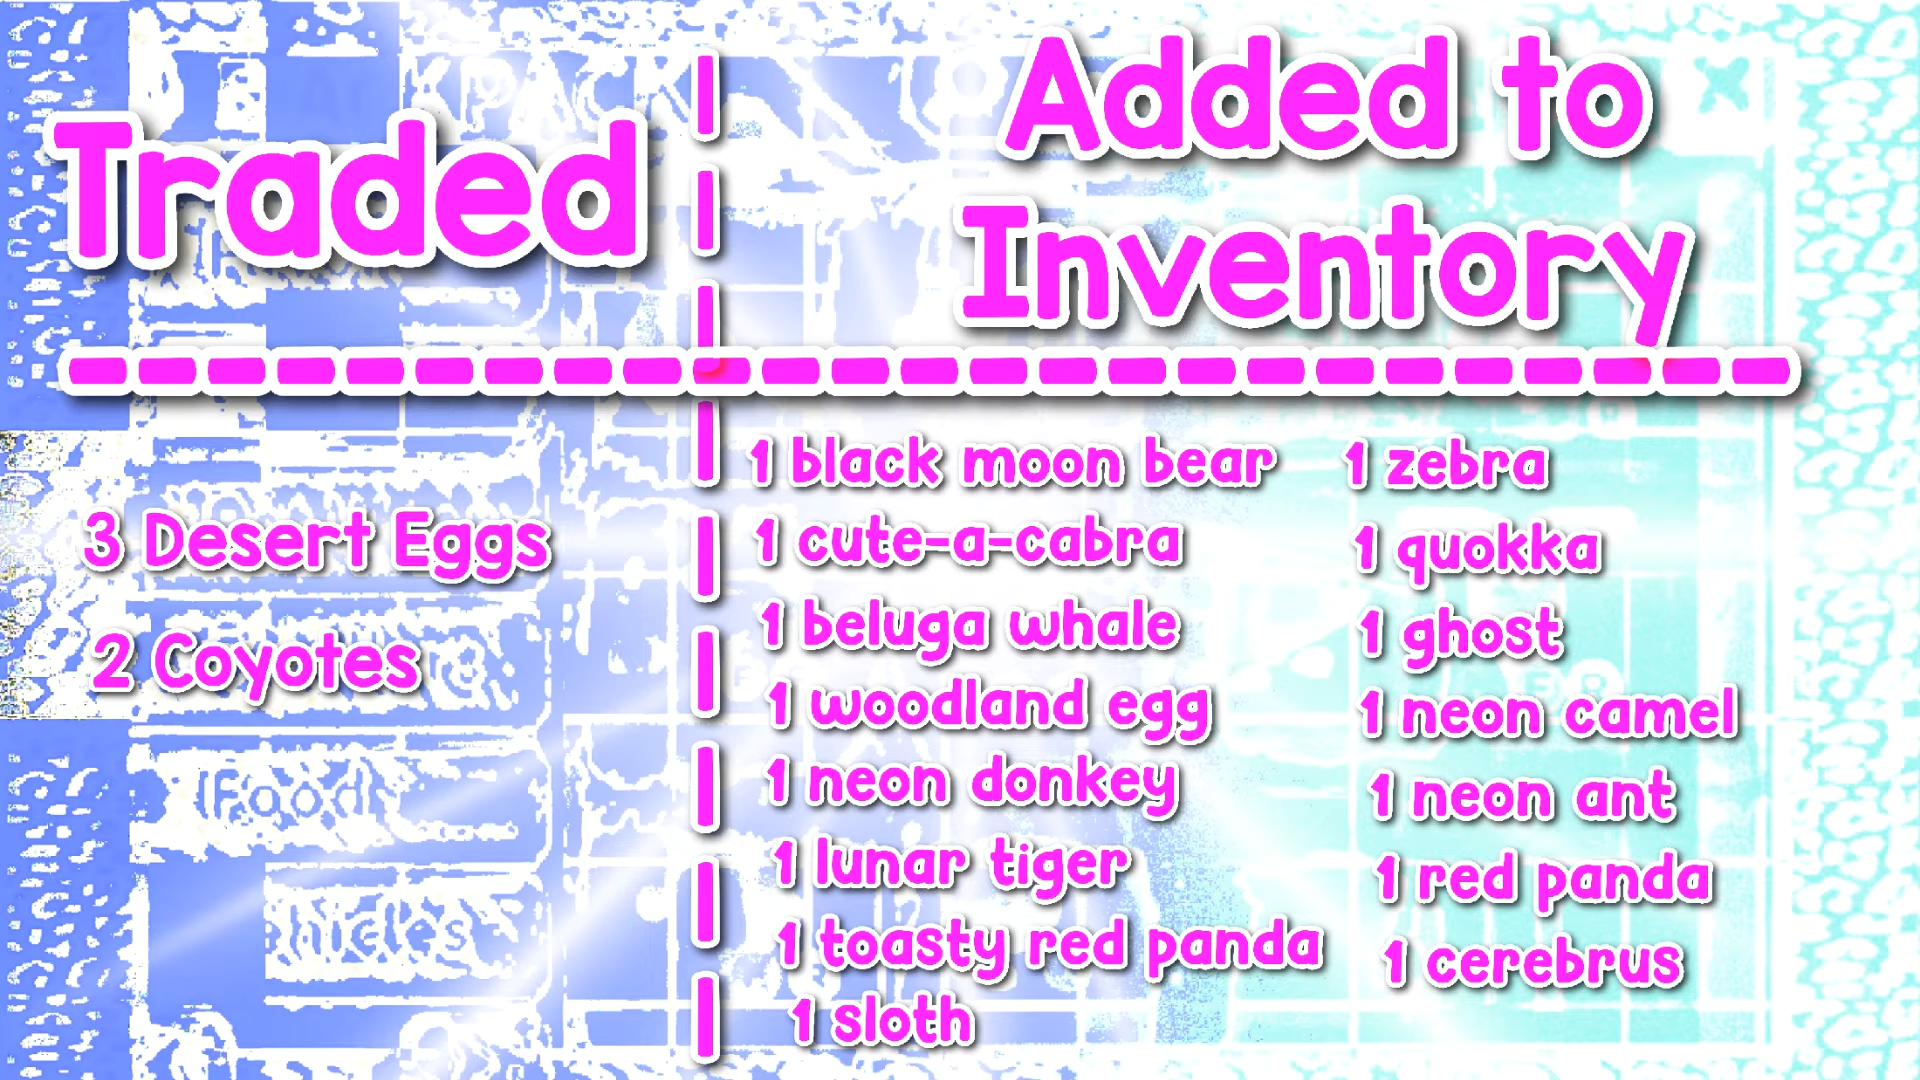 Traded
Added to
Inventory
3 Desert Eggs
2 Coyotes
1 black moon bear
1 cute-a-cabra
1 beluga whale
1 woodland egg
1 neon donkey
1 lunar tiger
1 toasty red panda
1 sloth
1 zebra
1 quokka
1 ghost
1 neon camel
1 neon ant
1 red panda
1 cerebrus
Food